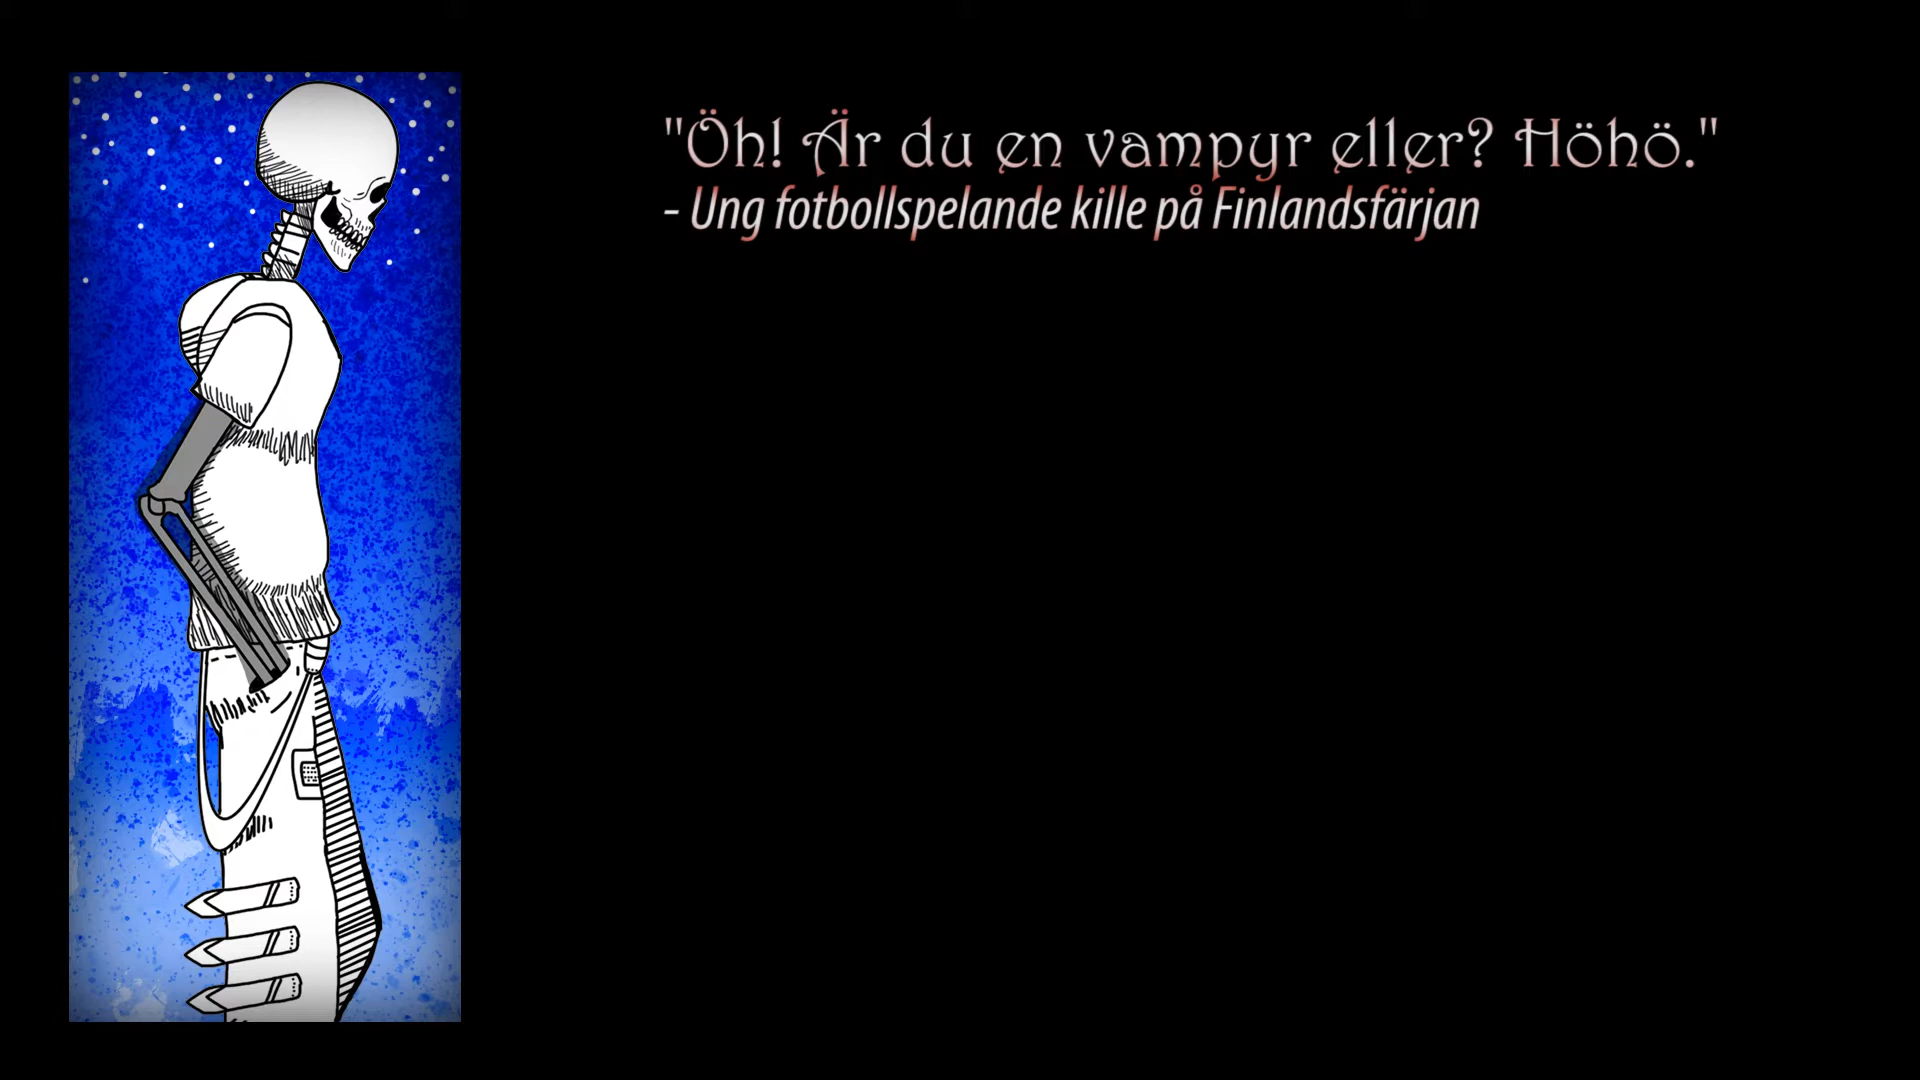 "Öh! Är du en vampyr eller? Höhö."
- Ung fotbollspelande kille på Finlandsfärjan